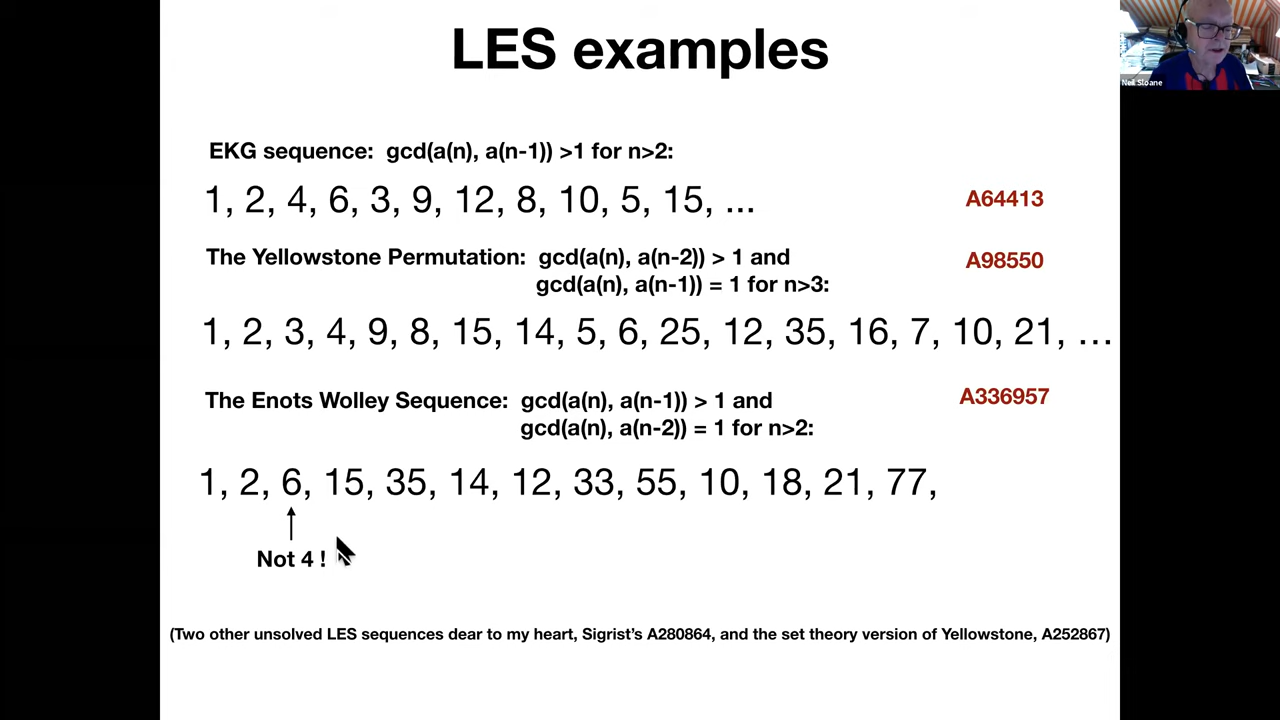 LES examples
Neil Sloane
EKG sequence: gcd(a(n), a(n-1)) >1 for n>2:
1, 2, 4, 6, 3, 9, 12, 8, 10, 5, 15, ...
A64413
The Yellowstone Permutation: gcd(a(n), a(n-2)) > 1 and
A98550
gcd(a(n), a(n-1)) = 1 for n>3:
1, 2, 3, 4, 9, 8, 15, 14, 5, 6, 25, 12, 35, 16, 7, 10, 21, …
The Enots Wolley Sequence: gcd(a(n), a(n-1)) > 1 and
A336957
gcd(a(n), a(n-2)) = 1 for n>2:
1, 2, 6, 15, 35, 14, 12, 33, 55, 10, 18, 21, 77,
Not 4 !
(Two other unsolved LES sequences dear to my heart, Sigrist’s A280864, and the set theory version of Yellowstone, A252867)